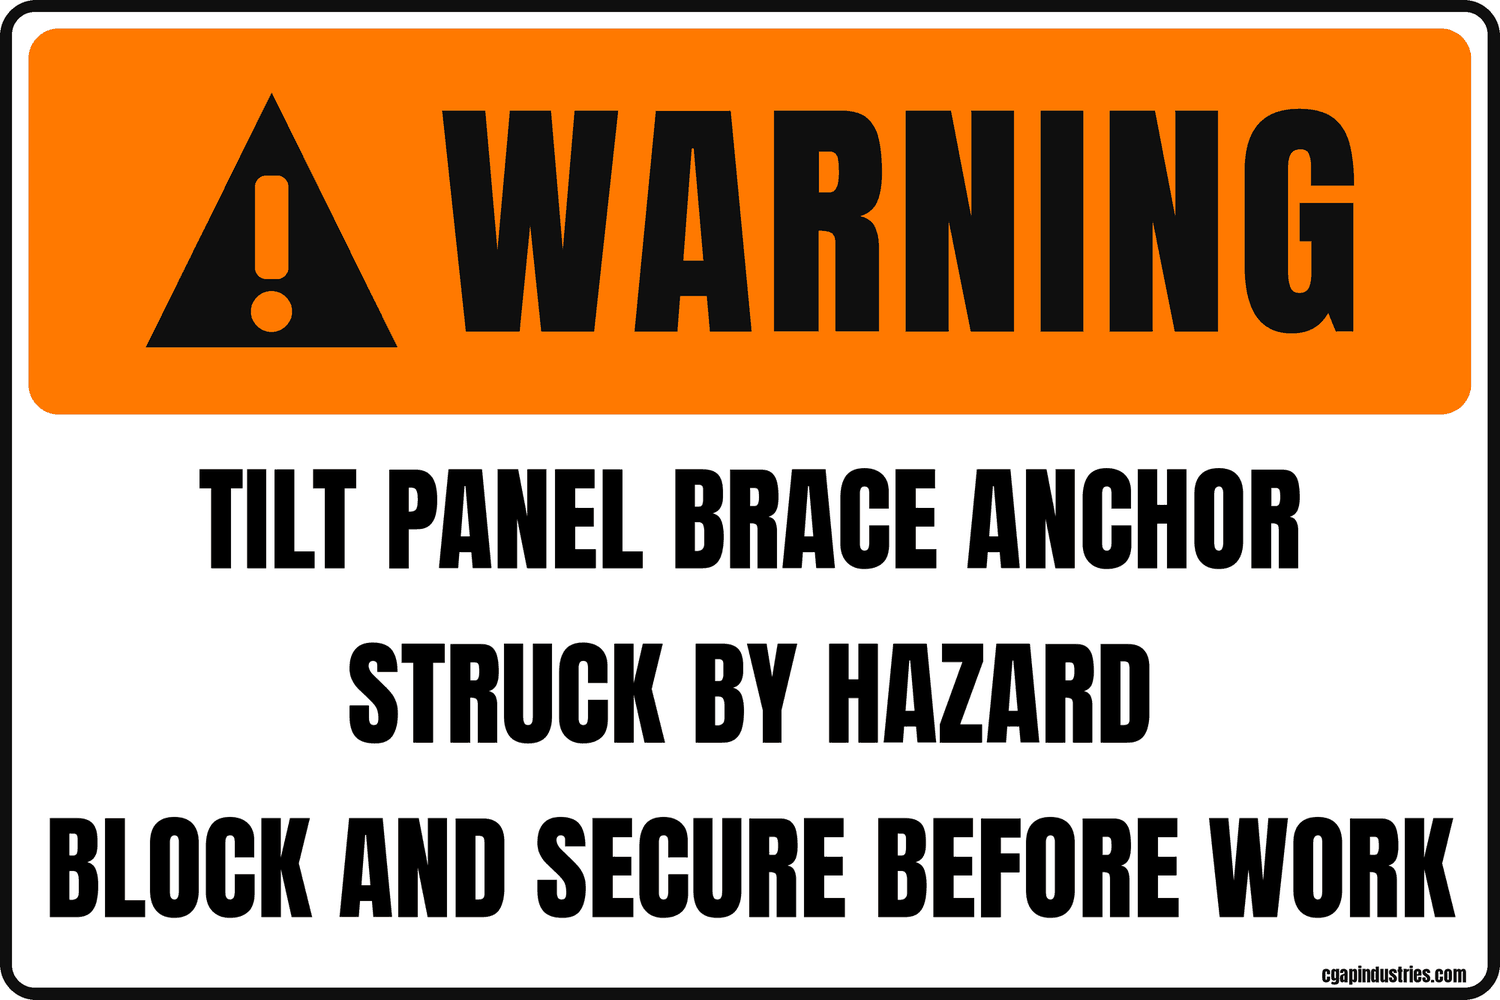 WARNING
TILT PANEL BRACE ANCHOR
STRUCK BY HAZARD
BLOCK AND SECURE BEFORE WORK
cgapindustries.com